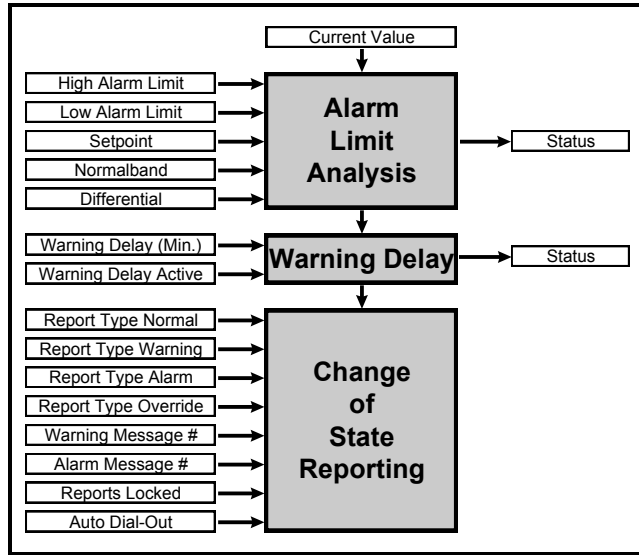 Current Value
High Alarm Limit
Low Alarm Limit
Setpoint
Normalband
Differential
Alarm
Limit
Analysis
Status
Warning Delay (Min.)
Warning Delay Active
Warning Delay
Status
Report Type Normal
Report Type Warning
Report Type Alarm
Report Type Override
Warning Message #
Alarm Message #
Reports Locked
Auto Dial-Out
Change
of
State
Reporting